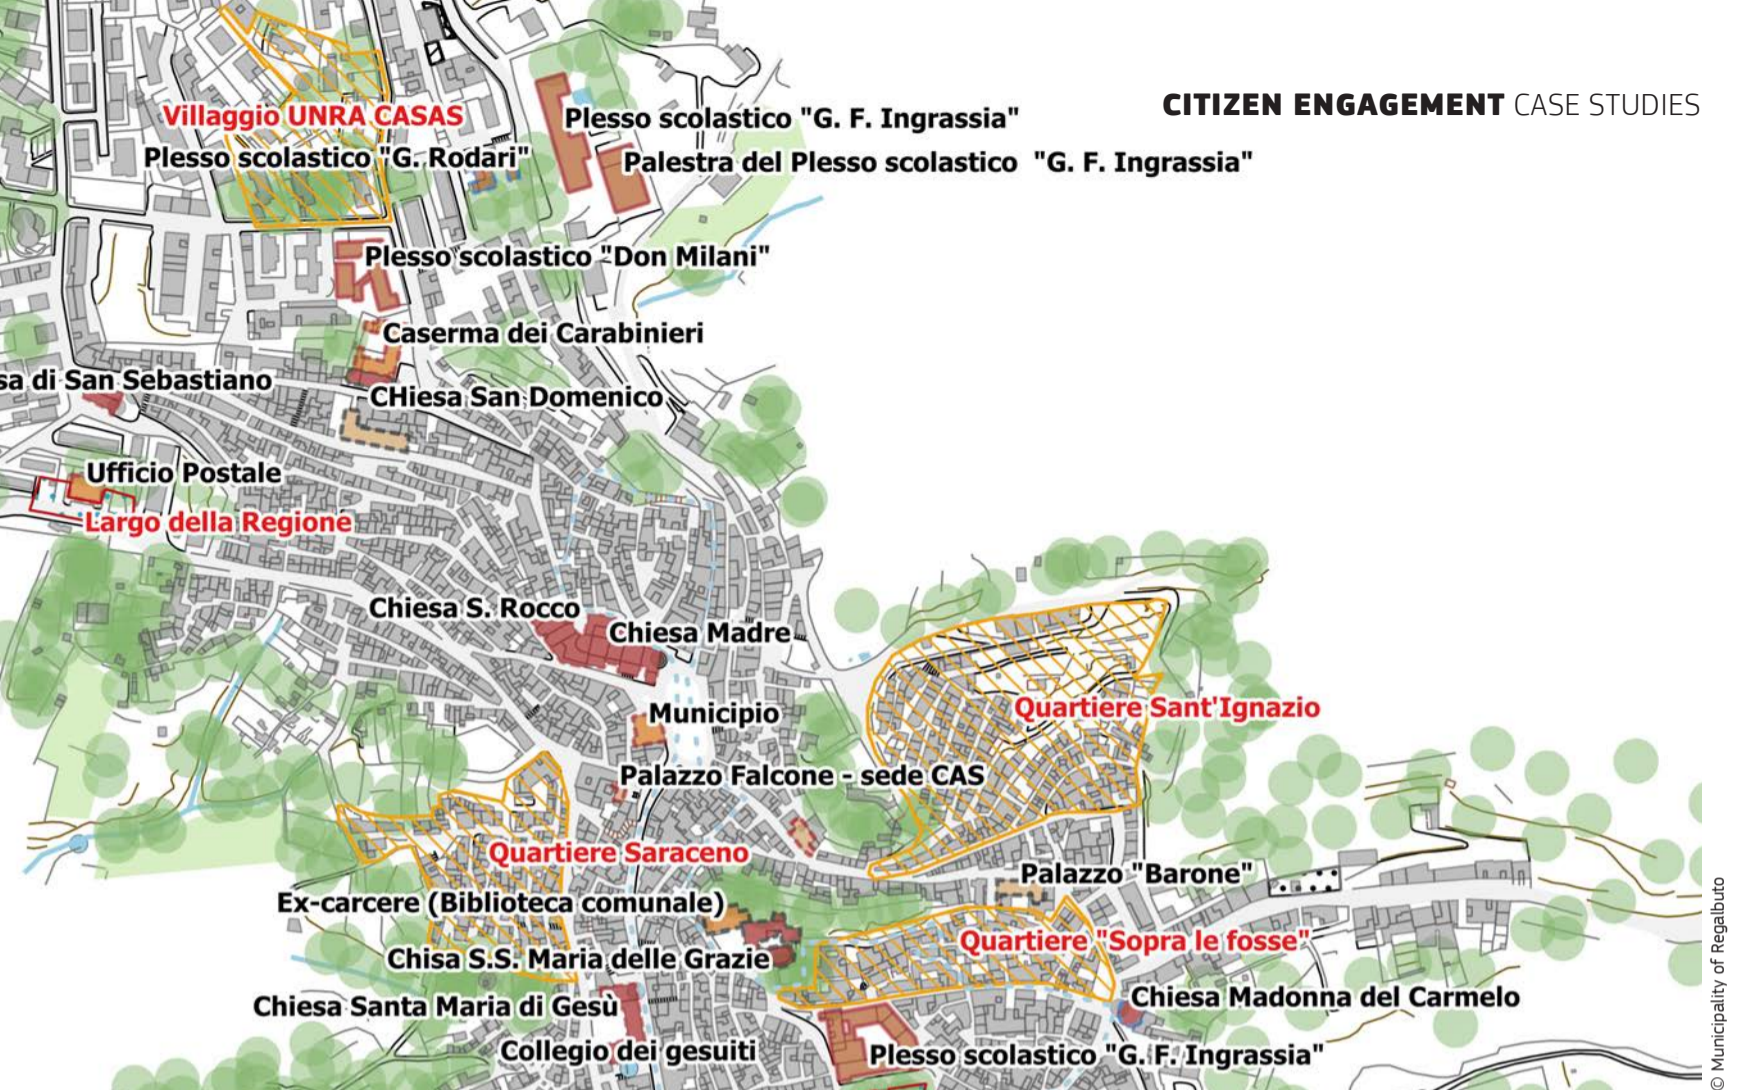 CITIZEN ENGAGEMENT CASE STUDIES
Villaggio UNRA CASAS
Plesso scolastico "G. F. Ingrassia"
Plesso scolastico "G. Rodari"
Palestra del Plesso scolastico "G. F. Ingrassia"
Plesso scolastico "Don Milani"
Caserma dei Carabinieri
sa di San Sebastiano
CHiesa San Domenico
Ufficio Postale
Largo della Regione
Chiesa S. Rocco
Chiesa Madre
Municipio
Quartiere Sant'Ignazio
Palazzo Falcone - sede CAS
Quartiere Saraceno
Palazzo "Barone"
Ex-carcere (Biblioteca comunale)
Quartiere "Sopra le fosse"
Chisa S.S. Maria delle Grazie
Chiesa Santa Maria di Gesù
Chiesa Madonna del Carmelo
Collegio dei gesuiti
Plesso scolastico "G. F. Ingrassia"
© Municipality of Regalbuto